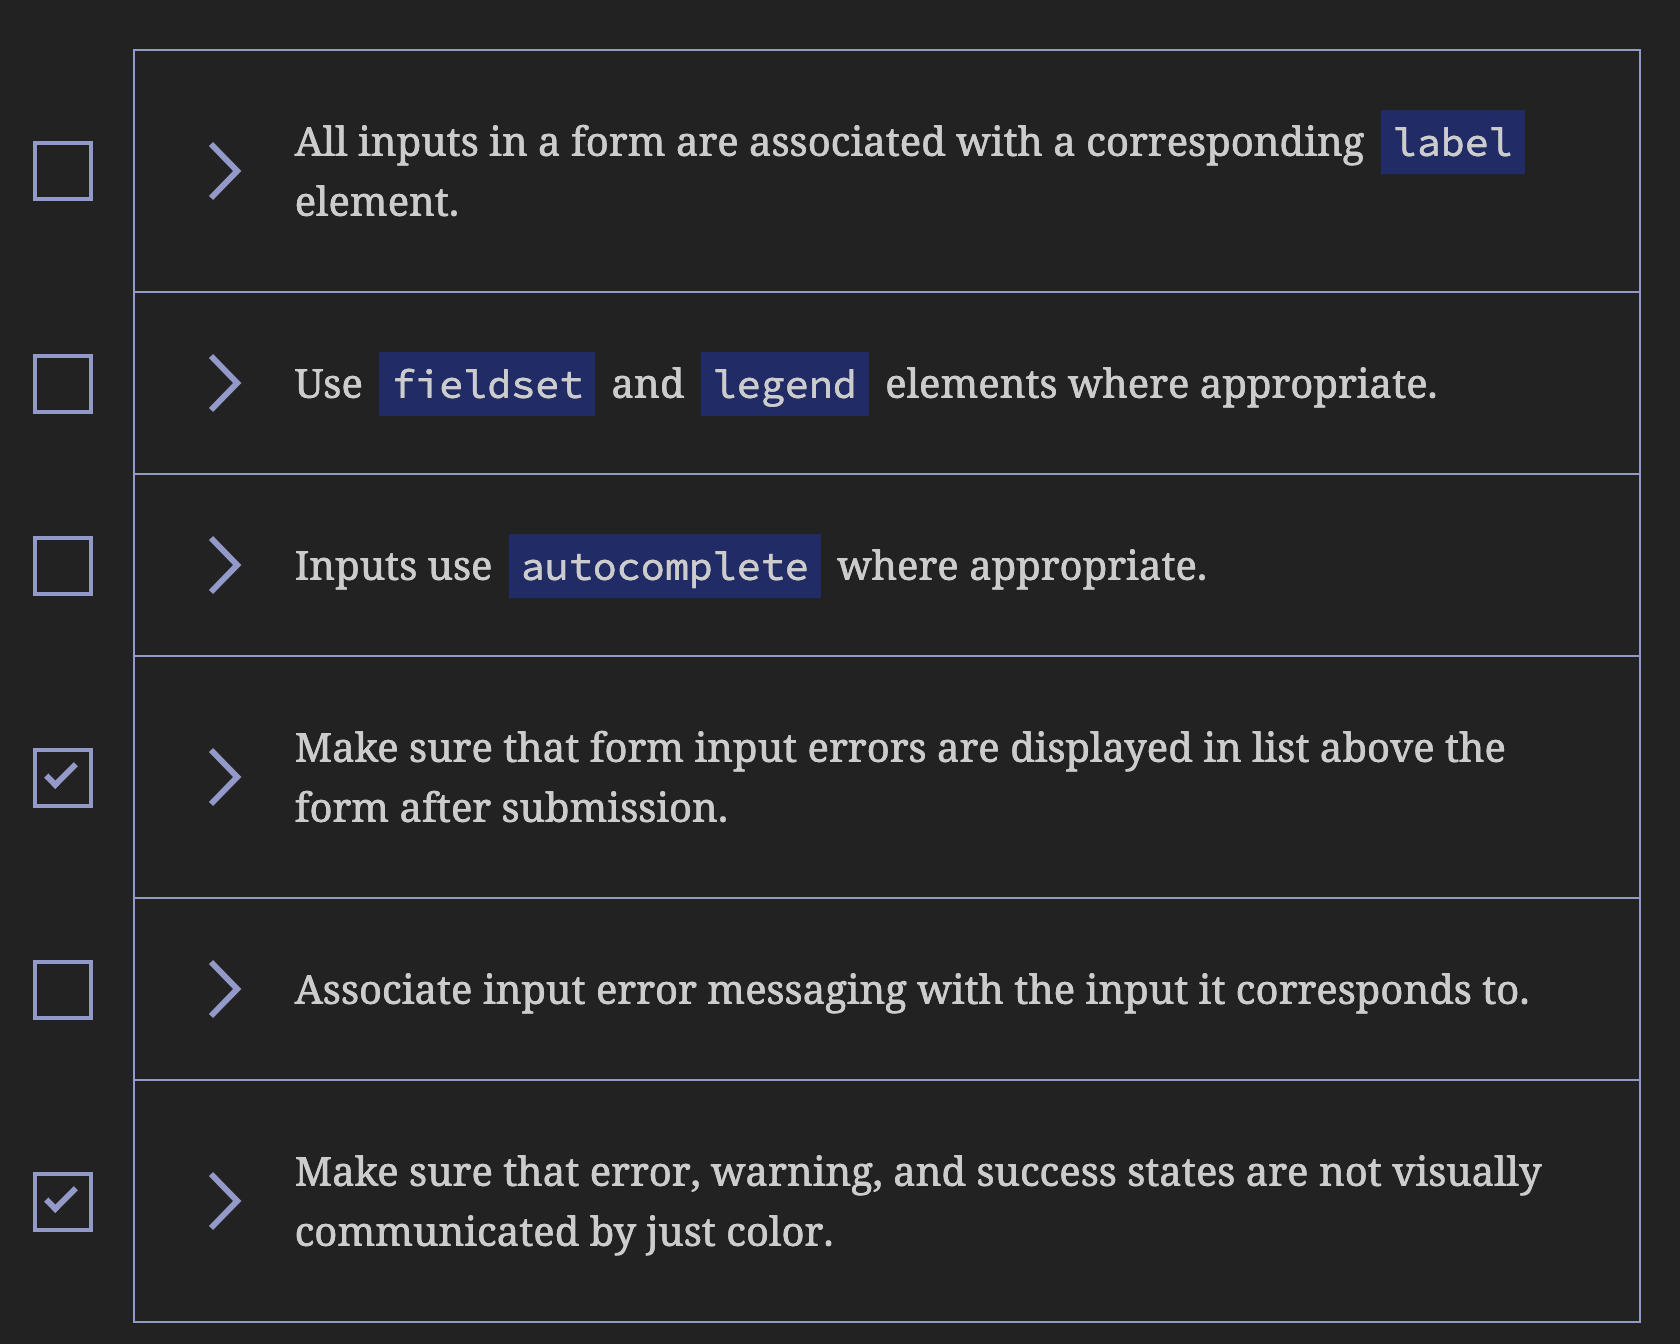 All inputs in a form are associated with a corresponding label
element.
Use fieldset and legend elements where appropriate.
Inputs use autocomplete where appropriate.
Make sure that form input errors are displayed in list above the
form after submission.
Associate input error messaging with the input it corresponds to.
Make sure that error, warning, and success states are not visually
communicated by just color.